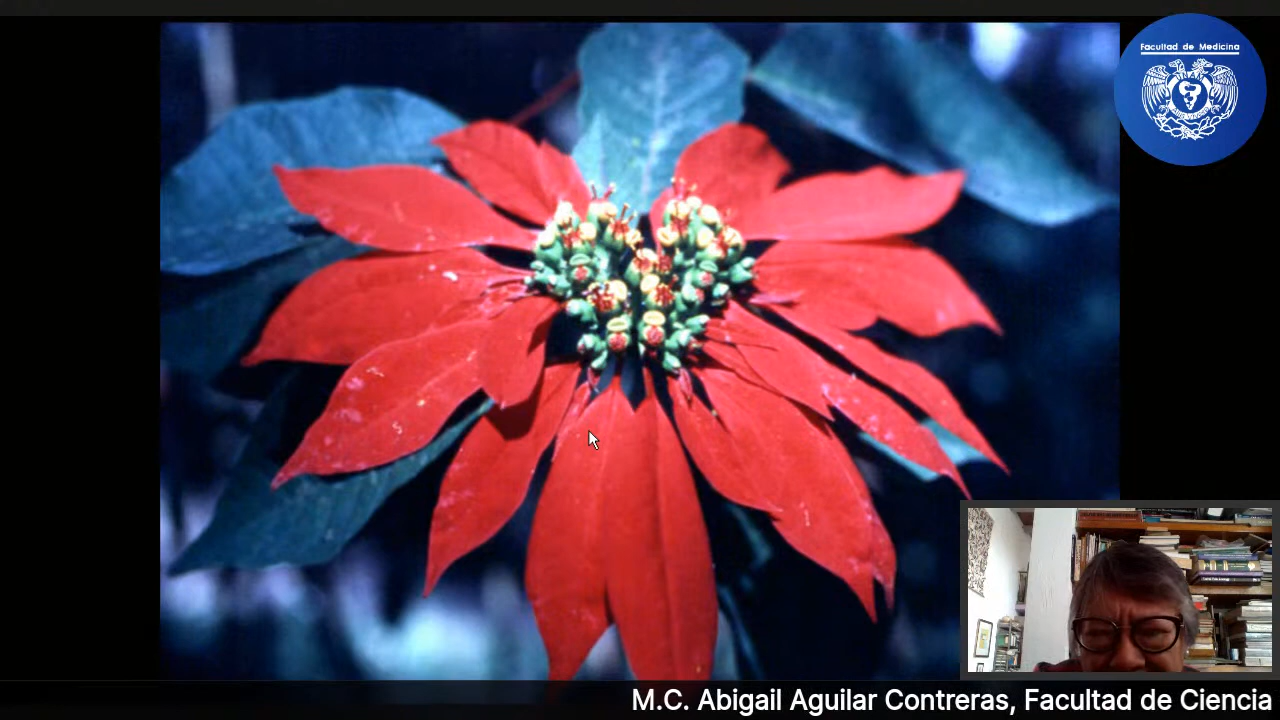 Facultad de Medicina
M.C. Abigail Aguilar Contreras, Facultad de Ciencia